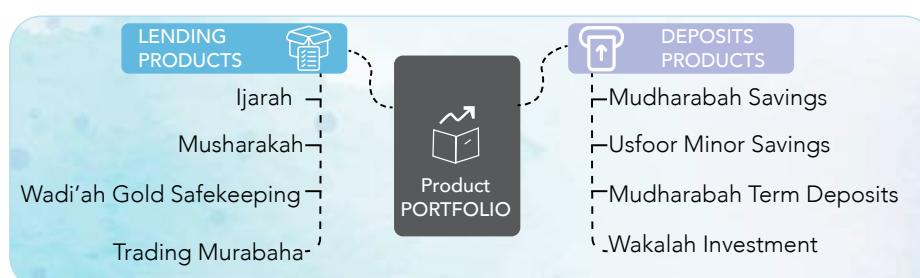 LENDING
PRODUCTS
Ijarah
Musharakah
Wadi’ah Gold Safekeeping
Trading Murabaha
Product
PORTFOLIO
DEPOSITS
PRODUCTS
Mudharabah Savings
Usfoor Minor Savings
Mudharabah Term Deposits
Wakalah Investment